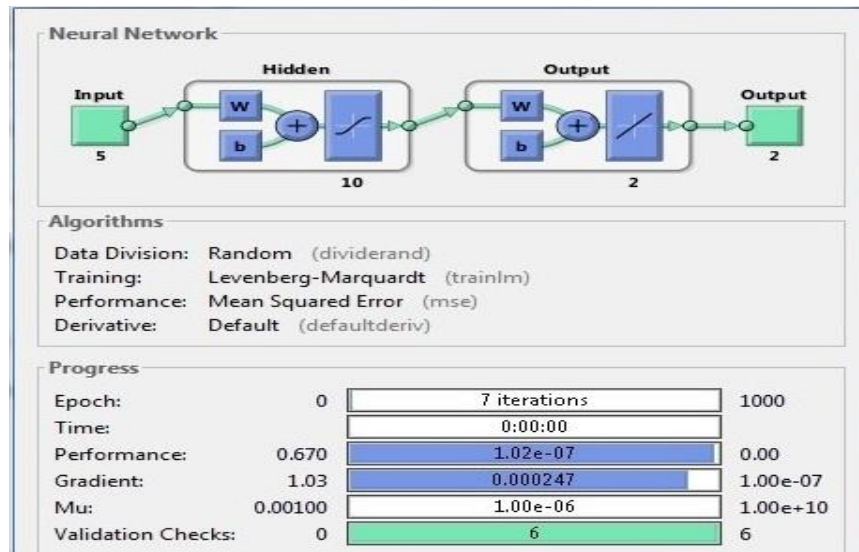 Neural Network
Hidden Output
Input Output
W b + W b +
5 10 2 2
Algorithms
Data Division: Random (dividerand)
Training: Levenberg-Marquardt (trainlm)
Performance: Mean Squared Error (mse)
Derivative: Default (defaultderiv)
Progress
Epoch: 0 7 iterations 1000
Time: 0:00:00
Performance: 0.670 1.02e-07 0.00
Gradient: 1.03 0.000247 1.00e-07
Mu: 0.00100 1.00e-06 1.00e+10
Validation Checks: 0 6 6